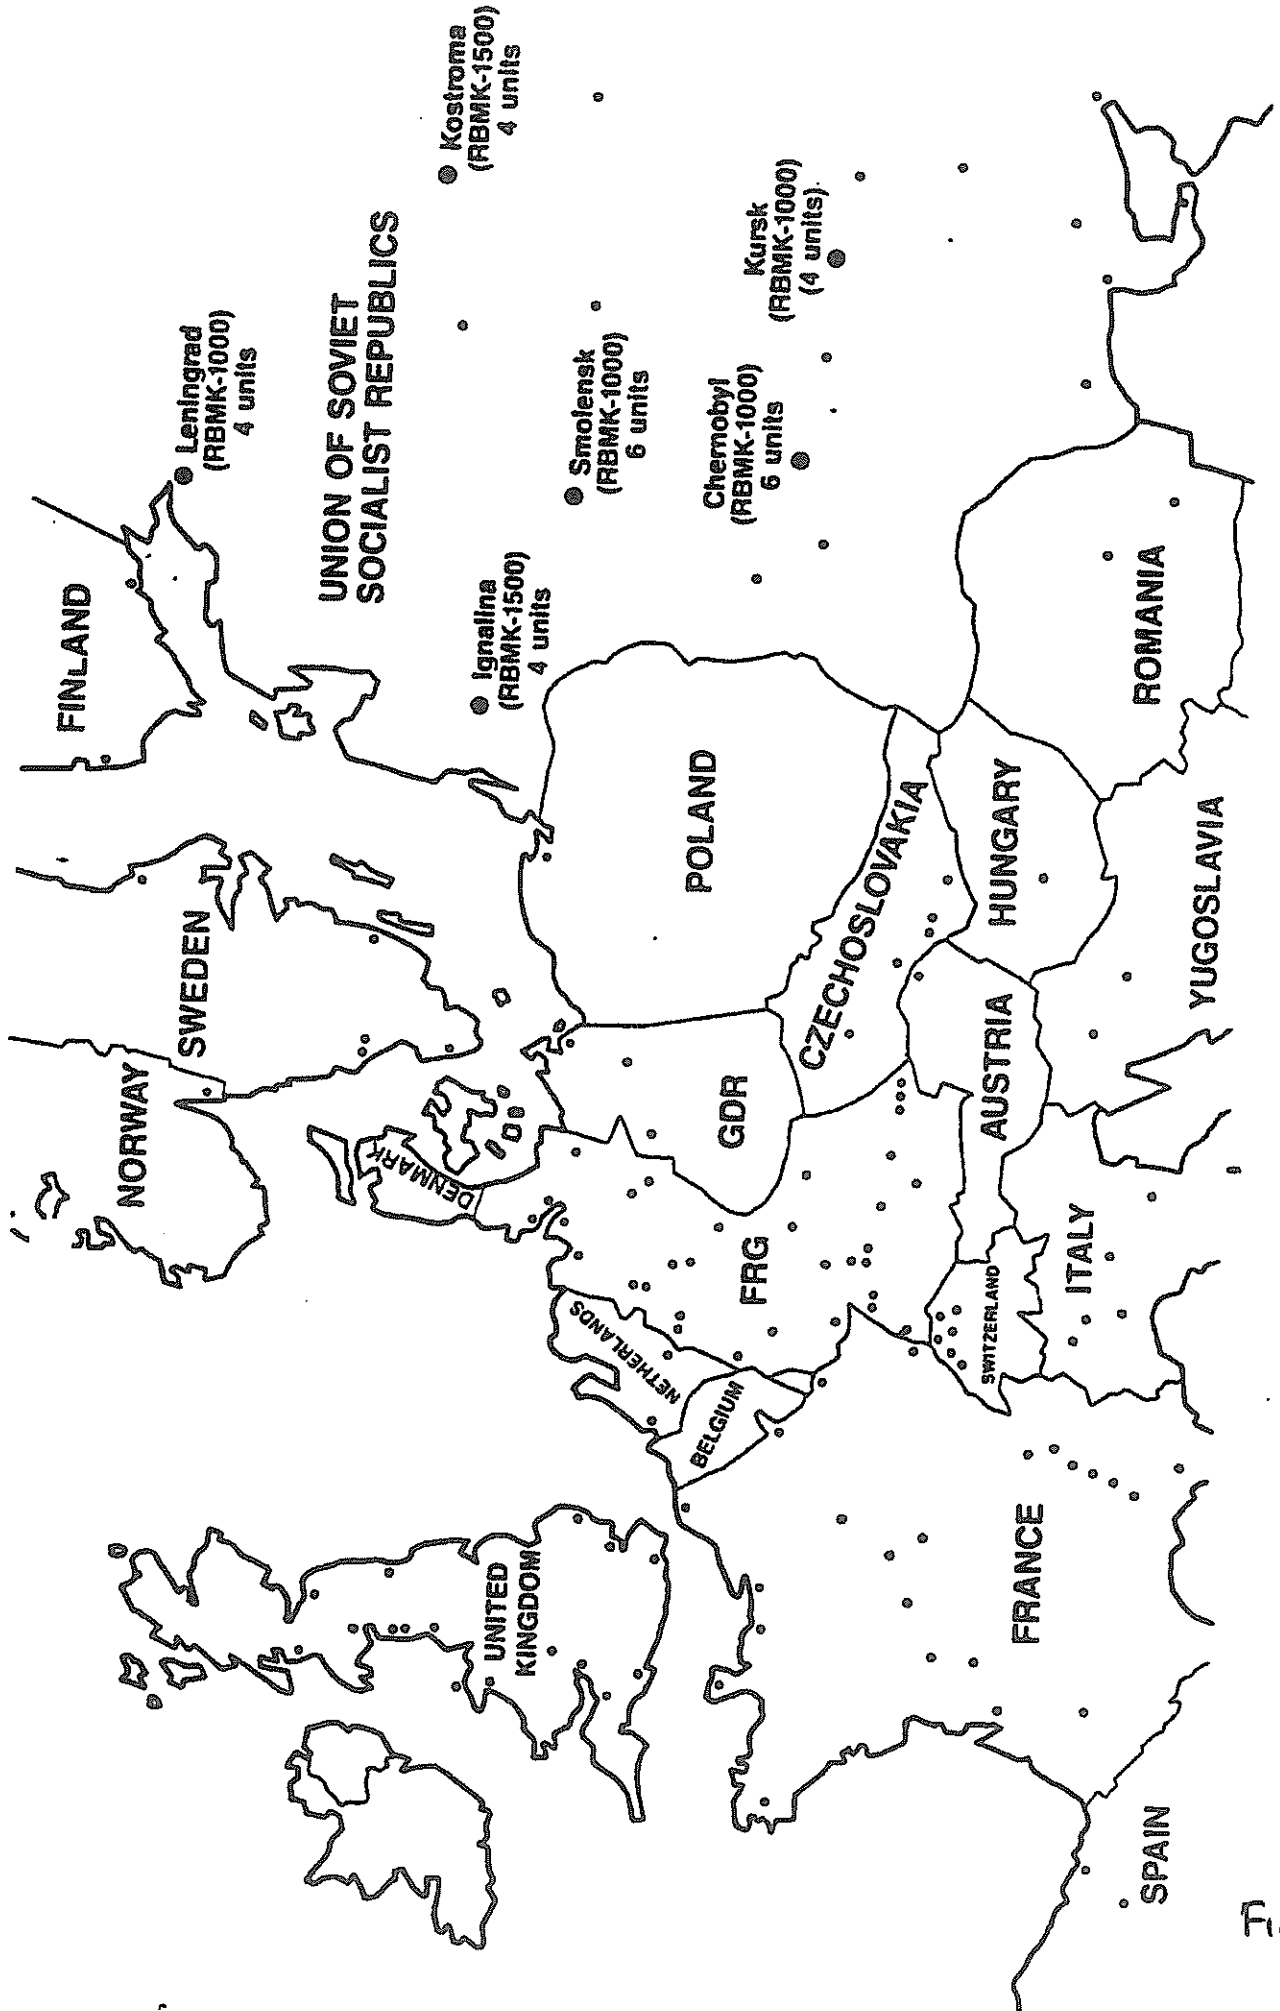 FINLAND
NORWAY
SWEDEN
Leningrad
(RBMK-1000)
4 units
UNION OF SOVIET
SOCIALIST REPUBLICS
Kostroma
(RBMK-1500)
4 units
DENMARK
Ignalina
(RBMK-1500)
4 units
Smolensk
(RBMK-1000)
6 units
UNITED
KINGDOM
NETHERLANDS
BELGIUM
FRG
GDR
POLAND
Chernobyl
(RBMK-1000)
6 units
Kursk
(RBMK-1000)
(4 units)
CZECHOSLOVAKIA
FRANCE
SWITZERLAND
AUSTRIA
HUNGARY
ITALY
ROMANIA
SPAIN
YUGOSLAVIA